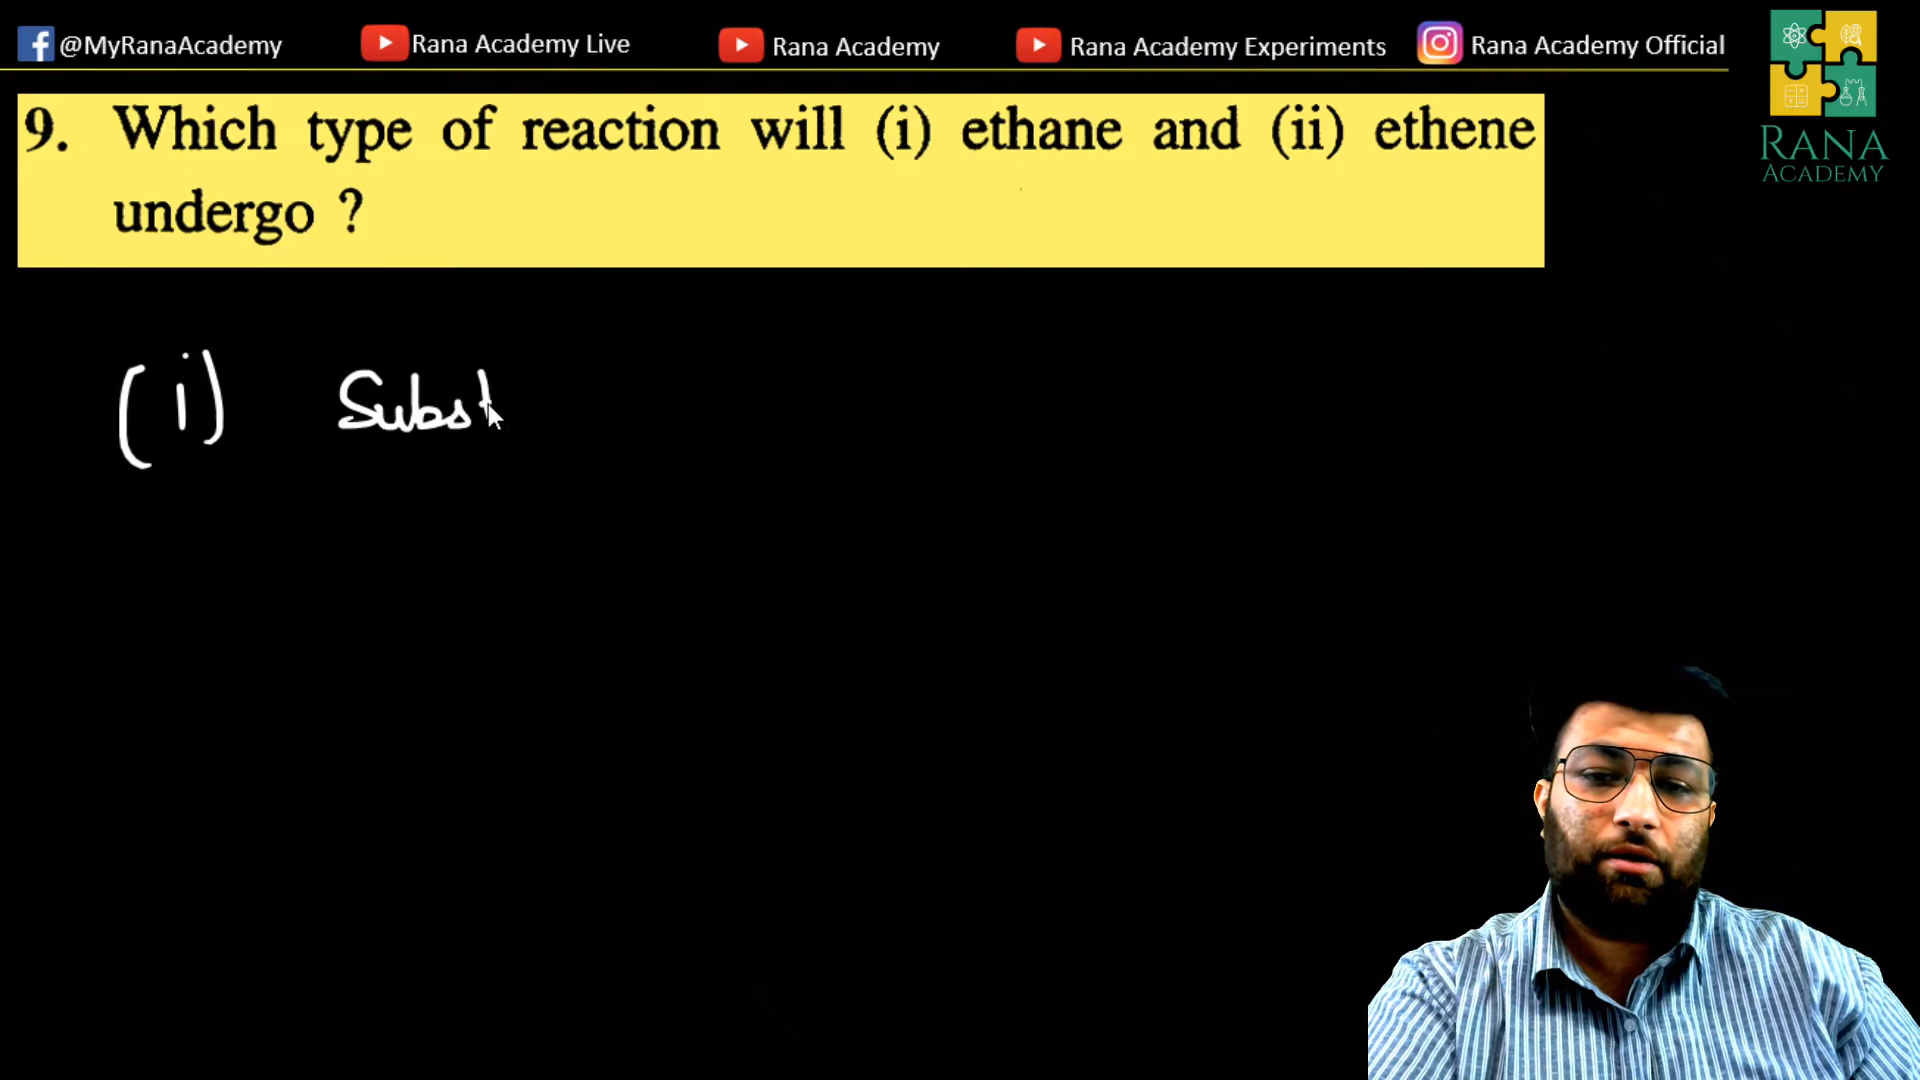 @MyRanaAcademy Rana Academy Live Rana Academy Rana Academy Experiments Rana Academy Official
RANA
ACADEMY
9. Which type of reaction will (i) ethane and (ii) ethene
undergo ?
(i) Subst